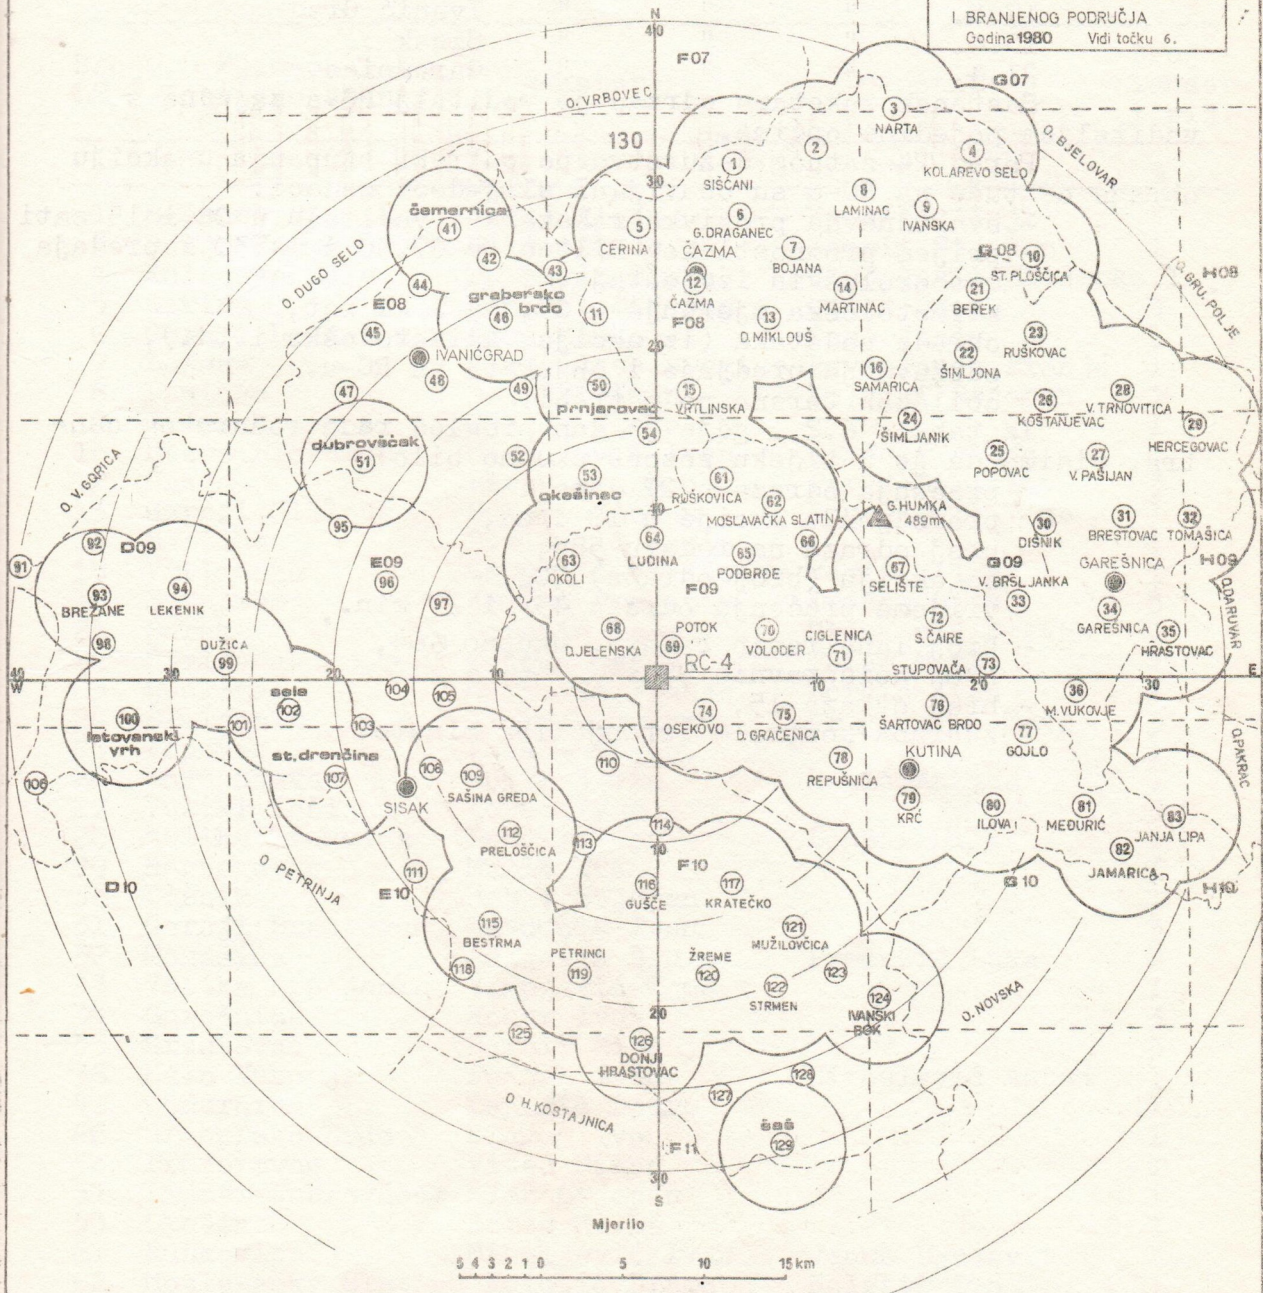 I BRANJENOG PODRUČJA
Godina 1980 Vidi točku 6.
N
40
F07
G07
O. VRBOVEC
3
NARTA
O. BJELOVAR
130
2
4
KOLAREVO SELO
1
SIŠĆANI
30
8
LAMINAC
9
IVANSKA
čemernica
41
5
CERINA
6
G.DRAGANEC
ČAZMA
7
BOJANA
G08
10
ST. PLOŠČICA
H08
O. GRU. POLJE
O. DUGO SELO
42
43
44
12
ČAZMA
14
MARTINAC
21
BEREK
E08
grabersko
brdo
46
11
F08
13
D. MIKLOUŠ
45
23
RUŠKOVAC
IVANIĆGRAD
20
22
ŠIMLJONA
48
16
SAMARICA
47
49
50
prnjarovac
15
VRTLINSKA
26
KOSTANJEVAC
28
V. TRNOVITICA
24
ŠIMLJANIK
29
HERCEGOVAC
54
dubrovščak
51
52
25
POPOVAC
27
V. PAŠIJAN
O. V. GORICA
53
okešinec
61
RUŠKOVICA
62
MOSLAVAČKA SLATINA
10
G.HUMKA
489m
95
30
DIŠNIK
31
BRESTOVAC
32
TOMAŠICA
92
D09
64
LUDINA
66
91
E09
96
63
OKOLI
65
PODBRĐE
67
SELIŠTE
G09
V. BRŠLJANKA
GAREŠNICA
H09
93
BREZANE
94
LEKENIK
F09
33
34
GAREŠNICA
O.DARUVAR
97
98
68
D.JELENSKA
POTOK
69
70
VOLODER
CIGLENICA
71
72
S.ČAIRE
35
HRASTOVAC
DUŽICA
99
RC-4
STUPOVAČA
73
40
W
30
20
10
10
20
30
E
104
105
36
M.VUKOVJE
sela
102
100
letovanski
vrh
101
103
74
OSEKOVO
75
D. GRAČENICA
76
ŠARTOVAC BRDO
77
GOJLO
O.PAKRAC
st.drenčina
107
SISAK
108
109
SAŠINA GREDA
110
78
REPUŠNICA
KUTINA
106
79
KRČ
80
ILOVA
81
MEĐURIĆ
83
JANJA LIPA
112
PRELOŠČICA
113
114
10
82
JAMARICA
O PETRINJA
111
D10
E10
116
GUŠĆE
F10
117
KRATEČKO
G10
H10
115
BESTRMA
121
MUŽILOVČICA
118
PETRINCI
119
ŽREME
120
122
STRMEN
123
124
IVANSKI
BOK
O. NOVSKA
20
125
126
DONJI
HRASTOVAC
128
127
O H.KOSTAJNICA
šaš
129
F11
30
S
Mjerilo
5 4 3 2 1 0 5 10 15 km